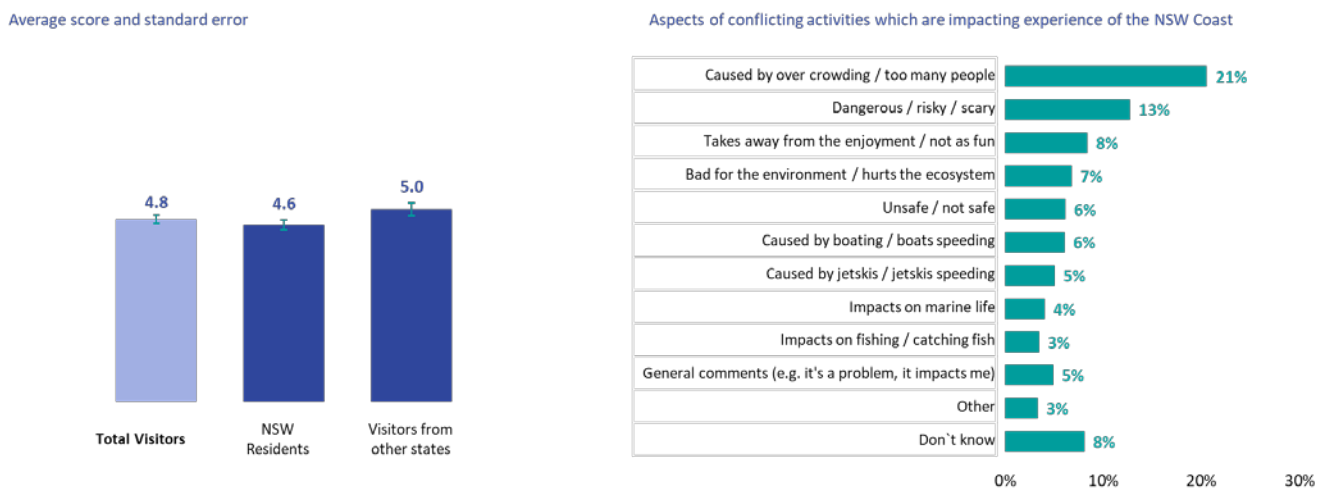 Average score and standard error
4.8
4.6
5.0
Total Visitors
NSW
Residents
Visitors from
other states
Aspects of conflicting activities which are impacting experience of the NSW Coast
Caused by over crowding / too many people 21%
Dangerous / risky / scary 13%
Takes away from the enjoyment / not as fun 8%
Bad for the environment / hurts the ecosystem 7%
Unsafe / not safe 6%
Caused by boating / boats speeding 6%
Caused by jetskis / jetskis speeding 5%
Impacts on marine life 4%
Impacts on fishing / catching fish 3%
General comments (e.g. it's a problem, it impacts me) 5%
Other 3%
Don`t know 8%
0% 10% 20% 30%